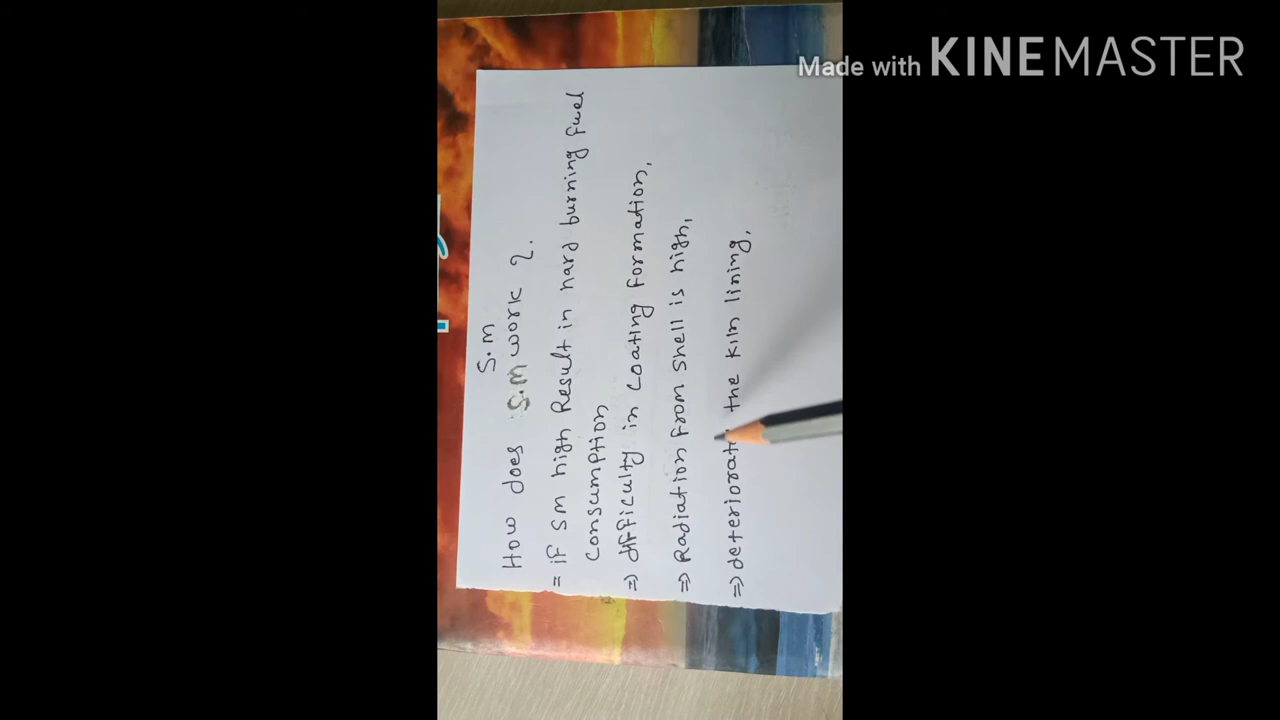 Made with KINEMASTER
S.M
How does S.M work ?.
= if SM high Result in hard burning fuel
Consumption
=> difficulty in Coating formation,
=> Radiation from shell is high,
=> deteriorate the kiln lining,